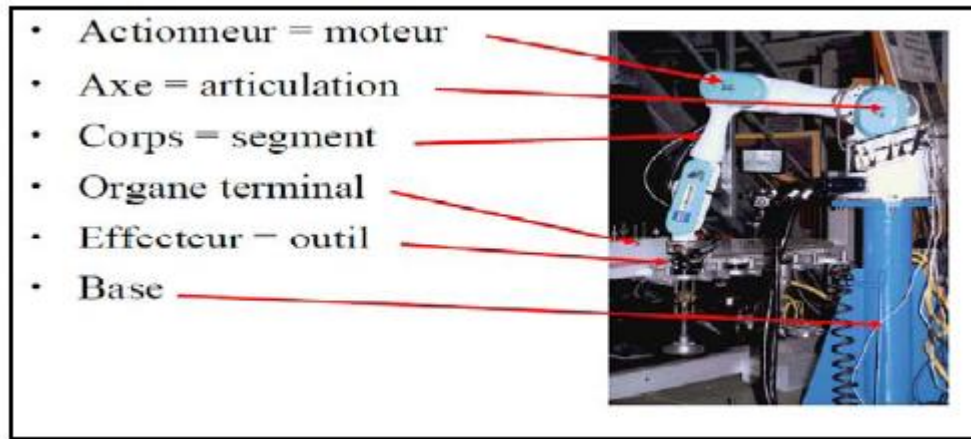 • Actionneur = moteur
• Axe = articulation
• Corps = segment
• Organe terminal
• Effecteur = outil
• Base